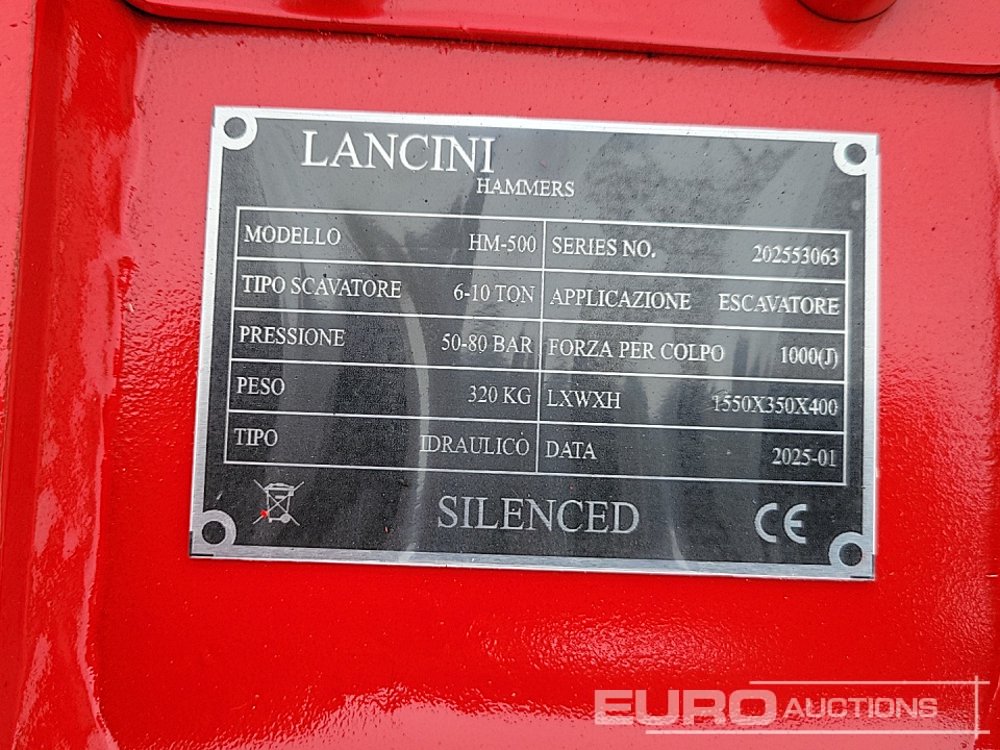 LANCINI
HAMMERS
MODELLO HM-500 SERIES NO. 202553063
TIPO SCAVATORE 6-10 TON APPLICAZIONE ESCAVATORE
PRESSIONE 50-80 BAR FORZA PER COLPO 1000(J)
PESO 320 KG LXWXH 1550X350X400
TIPO IDRAULICO DATA 2025-01
SILENCED CE
EURO AUCTIONS